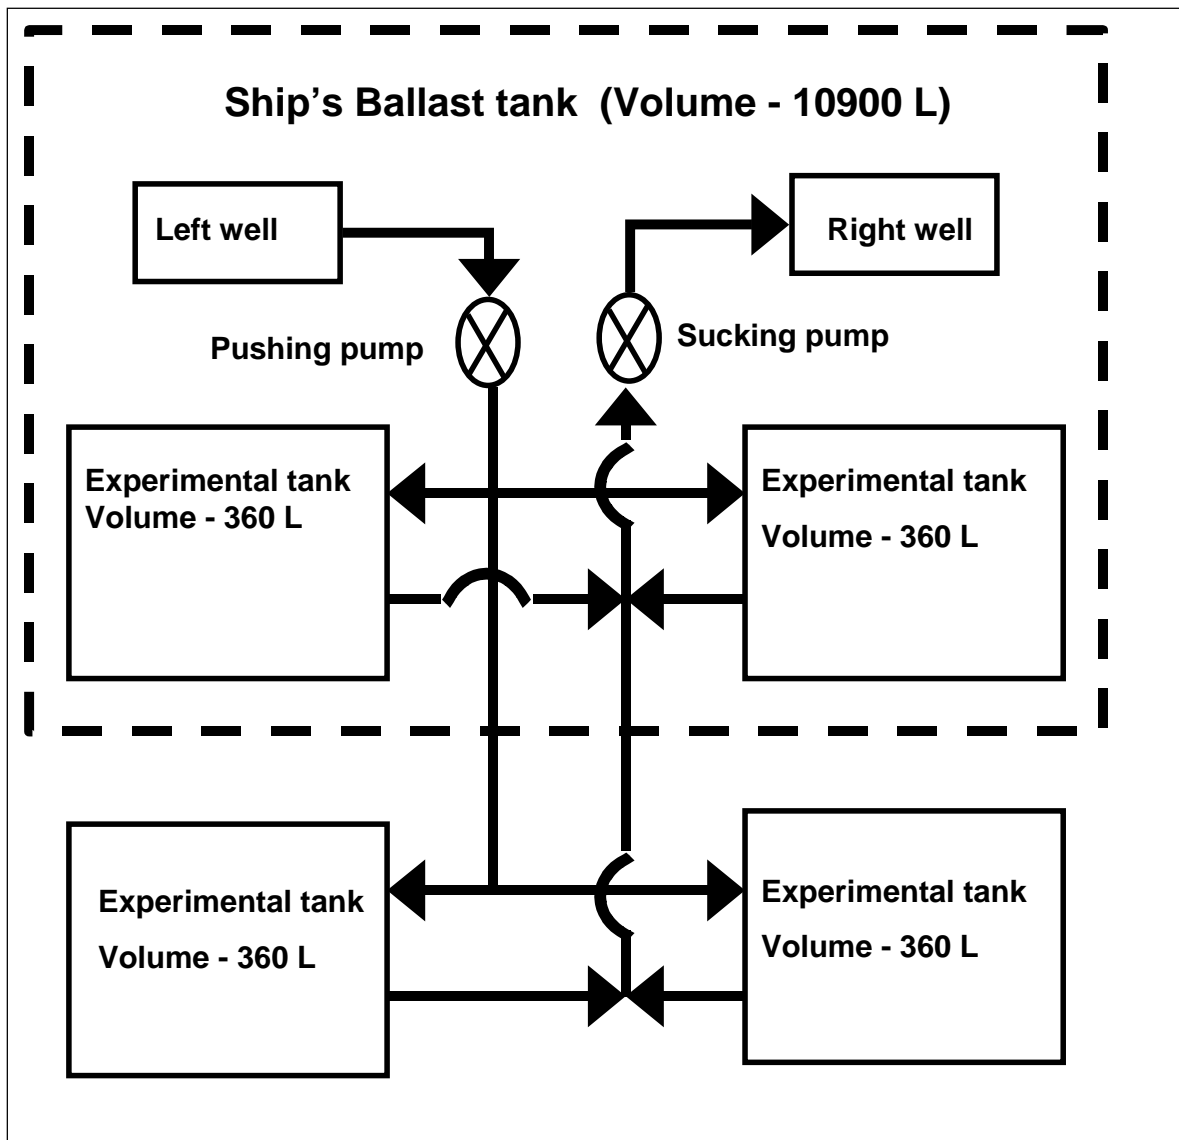 Ship's Ballast tank (Volume - 10900 L)
Left well
Right well
Pushing pump
Sucking pump
Experimental tank
Volume - 360 L
Experimental tank
Volume - 360 L
Experimental tank
Volume - 360 L
Experimental tank
Volume - 360 L